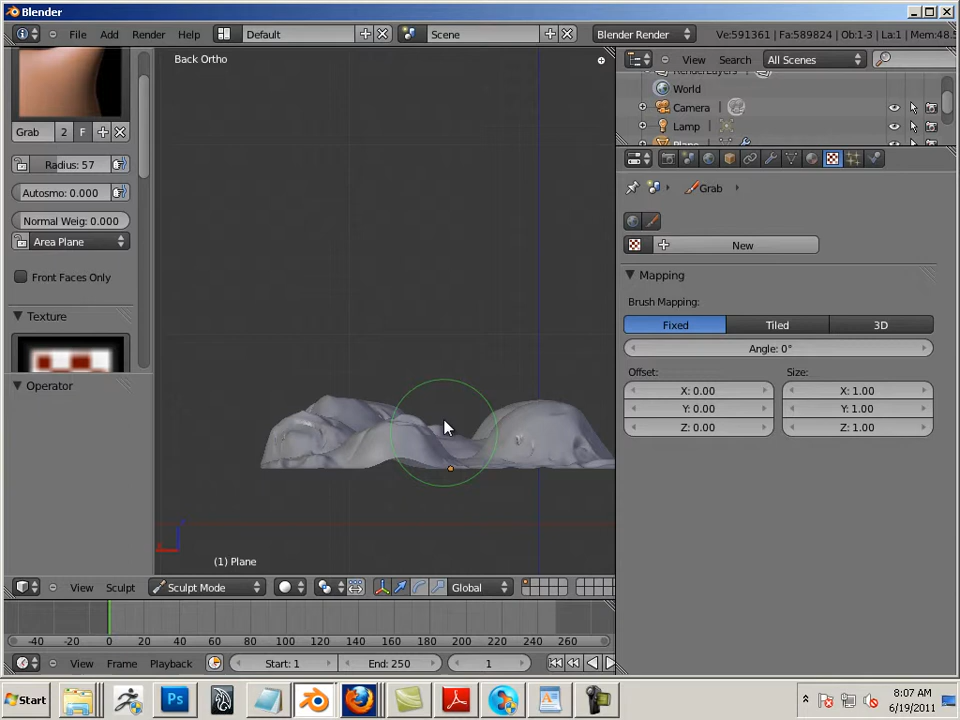 Blender
File Add Render Help Default Scene Blender Render Ve:591361 | Fa:589824 | Ob:1-3 | La:1 | Mem:48.
Back Ortho
View Search All Scenes
World
Camera
Lamp
Grab 2 F
Radius: 57
Autosmo: 0.000
Normal Weig: 0.000
Area Plane
Front Faces Only
Texture
Operator
Grab
New
Mapping
Brush Mapping:
Fixed Tiled 3D
Angle: 0°
Offset: Size:
X: 0.00 X: 1.00
Y: 0.00 Y: 1.00
Z: 0.00 Z: 1.00
(1) Plane
View Sculpt Sculpt Mode Global
-40 -20 0 20 40 60 80 100 120 140 160 180 200 220 240 260
View Frame Playback Start: 1 End: 250 1
Start Ps 8:07 AM
6/19/2011